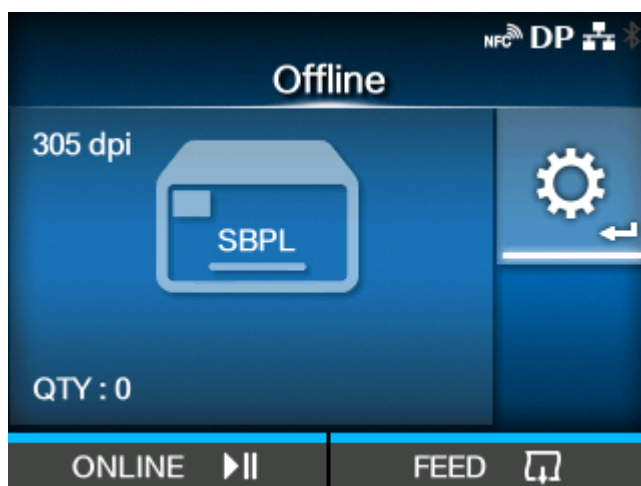 NFC DP
Offline
305 dpi
SBPL
QTY : 0
ONLINE FEED